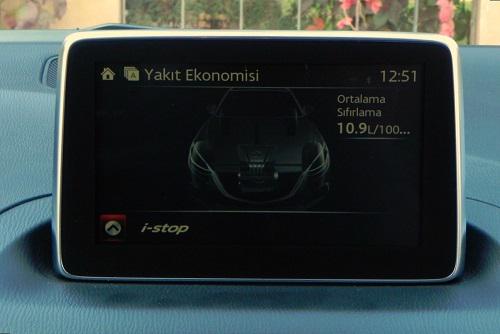 Yakıt Ekonomisi 12:51
Ortalama
Sıfırlama
10.9L/100...
i-stop